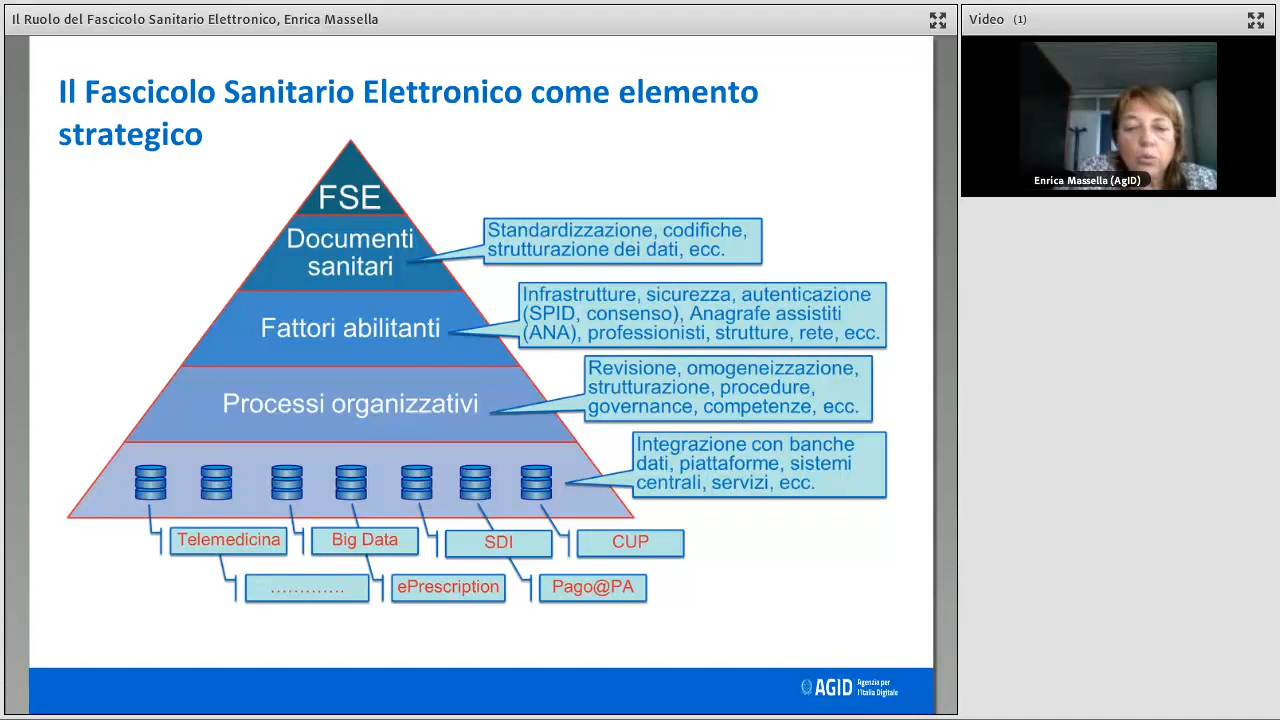 Il Ruolo del Fascicolo Sanitario Elettronico, Enrica Massella
Video (1)
Enrica Massella (AgID)
Il Fascicolo Sanitario Elettronico come elemento
strategico
FSE
Documenti
sanitari
Standardizzazione, codifiche,
strutturazione dei dati, ecc.
Fattori abilitanti
Infrastrutture, sicurezza, autenticazione
(SPID, consenso), Anagrafe assistiti
(ANA), professionisti, strutture, rete, ecc.
Processi organizzativi
Revisione, omogeneizzazione,
strutturazione, procedure,
governance, competenze, ecc.
Integrazione con banche
dati, piattaforme, sistemi
centrali, servizi, ecc.
Telemedicina
Big Data
SDI
CUP
.............
ePrescription
Pago@PA
AGID
Agenzia per
l'Italia Digitale